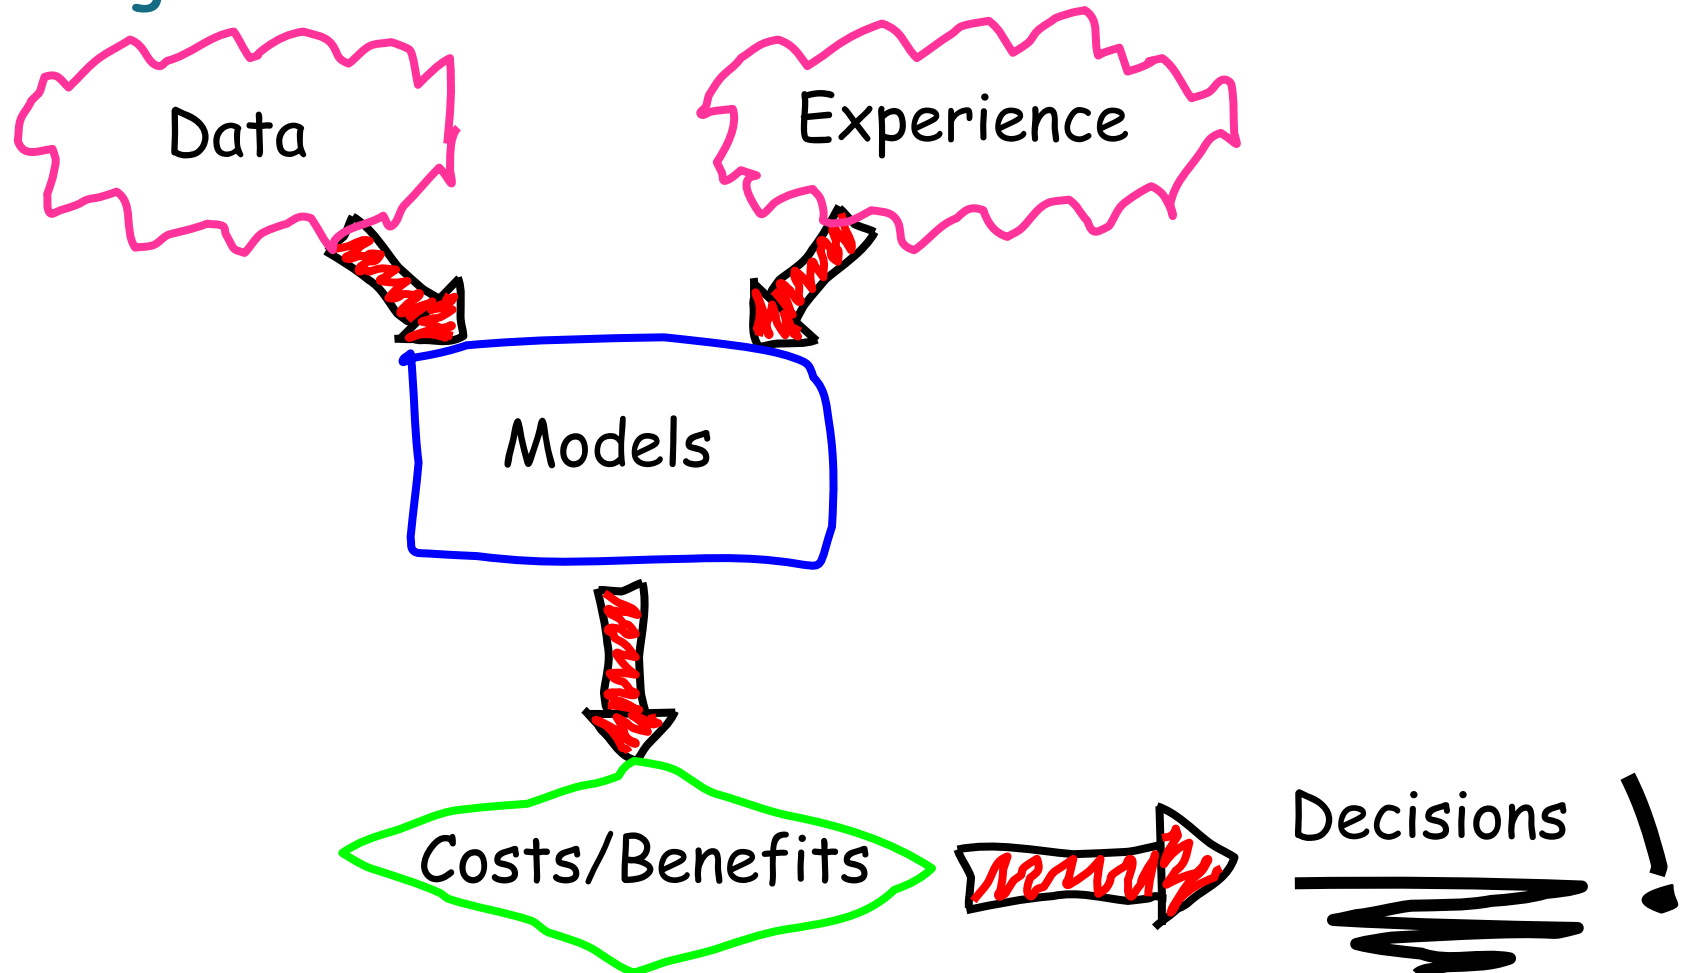 Data
Experience
Models
Costs/Benefits
Decisions !